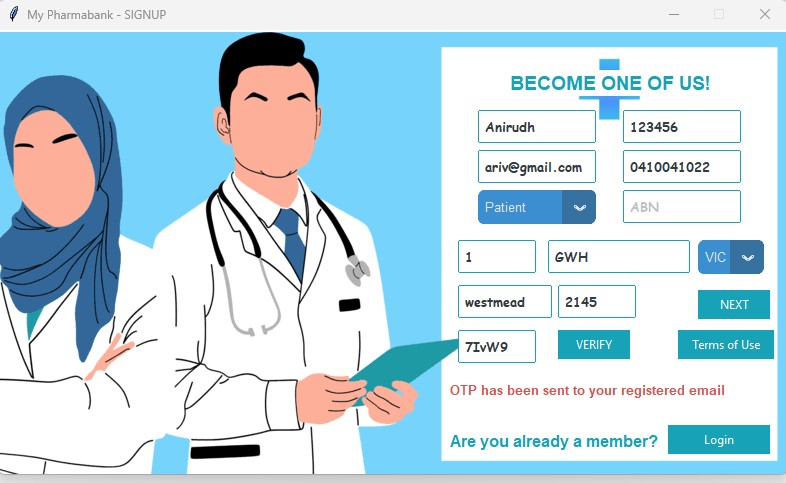 My Pharmabank - SIGNUP
BECOME ONE OF US!
Anirudh 123456
ariv@gmail.com 0410041022
Patient ABN
1 GWH VIC
westmead 2145 NEXT
7IvW9 VERIFY Terms of Use
OTP has been sent to your registered email
Are you already a member? Login